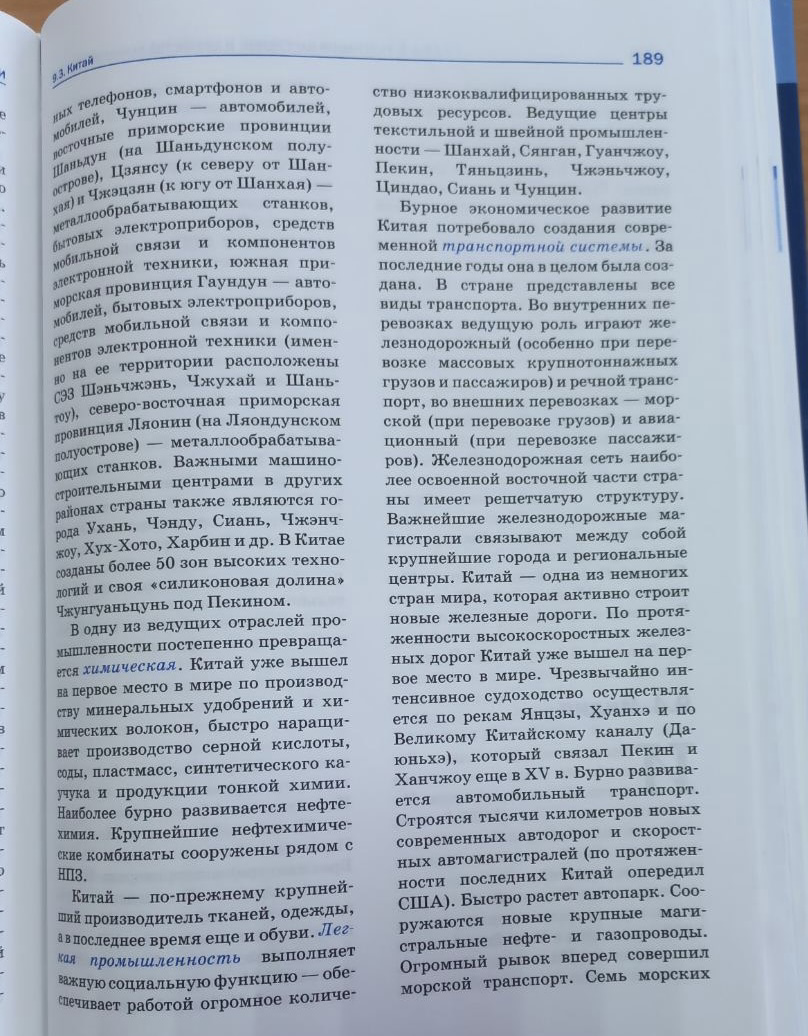 9.3. Китай
189
ных телефонов, смартфонов и авто-
мобилей, Чунцин — автомобилей,
восточные приморские провинции
Шаньдун (на Шаньдунском полу-
острове), Цзянсу (к северу от Шан-
хая) и Чжэцзян (к югу от Шанхая) —
металлообрабатывающих станков,
бытовых электроприборов, средств
мобильной связи и компонентов
электронной техники, южная при-
морская провинция Гаундун — авто-
мобилей, бытовых электроприборов,
средств мобильной связи и компо-
нентов электронной техники (имен-
но на ее территории расположены
СЭЗ Шэньчжэнь, Чжухай и Шань-
тоу), северо-восточная приморская
провинция Ляонин (на Ляондунском
полуострове) — металлообрабатыва-
ющих станков. Важными машино-
строительными центрами в других
районах страны также являются го-
рода Ухань, Чэнду, Сиань, Чжэнч-
жоу, Хух-Хото, Харбин и др. В Китае
созданы более 50 зон высоких техно-
логий и своя «силиконовая долина»
Чжунгуаньцунь под Пекином.
В одну из ведущих отраслей про-
мышленности постепенно превраща-
ется химическая. Китай уже вышел
на первое место в мире по производ-
ству минеральных удобрений и хи-
мических волокон, быстро наращи-
вает производство серной кислоты,
соды, пластмасс, синтетического ка-
учука и продукции тонкой химии.
Наиболее бурно развивается нефте-
химия. Крупнейшие нефтехимиче-
ские комбинаты сооружены рядом с
НПЗ.
Китай — по-прежнему крупней-
ший производитель тканей, одежды,
а в последнее время еще и обуви. Лег-
кая промышленность выполняет
важную социальную функцию — обе-
спечивает работой огромное количе-
ство низкоквалифицированных тру-
довых ресурсов. Ведущие центры
текстильной и швейной промышлен-
ности — Шанхай, Сянган, Гуанчжоу,
Пекин, Тяньцзинь, Чжэньчжоу,
Циндао, Сиань и Чунцин.
Бурное экономическое развитие
Китая потребовало создания совре-
менной транспортной системы. За
последние годы она в целом была соз-
дана. В стране представлены все
виды транспорта. Во внутренних пе-
ревозках ведущую роль играют же-
лезнодорожный (особенно при пере-
возке массовых крупнотоннажных
грузов и пассажиров) и речной транс-
порт, во внешних перевозках — мор-
ской (при перевозке грузов) и авиа-
ционный (при перевозке пассажи-
ров). Железнодорожная сеть наибо-
лее освоенной восточной части стра-
ны имеет решетчатую структуру.
Важнейшие железнодорожные ма-
гистрали связывают между собой
крупнейшие города и региональные
центры. Китай — одна из немногих
стран мира, которая активно строит
новые железные дороги. По протя-
женности высокоскоростных желез-
ных дорог Китай уже вышел на пер-
вое место в мире. Чрезвычайно ин-
тенсивное судоходство осуществля-
ется по рекам Янцзы, Хуанхэ и по
Великому Китайскому каналу (Да-
юньхэ), который связал Пекин и
Ханчжоу еще в XV в. Бурно развива-
ется автомобильный транспорт.
Строятся тысячи километров новых
современных автодорог и скорост-
ных автомагистралей (по протяжен-
ности последних Китай опередил
США). Быстро растет автопарк. Соо-
ружаются новые крупные маги-
стральные нефте- и газопроводы.
Огромный рывок вперед совершил
морской транспорт. Семь морских